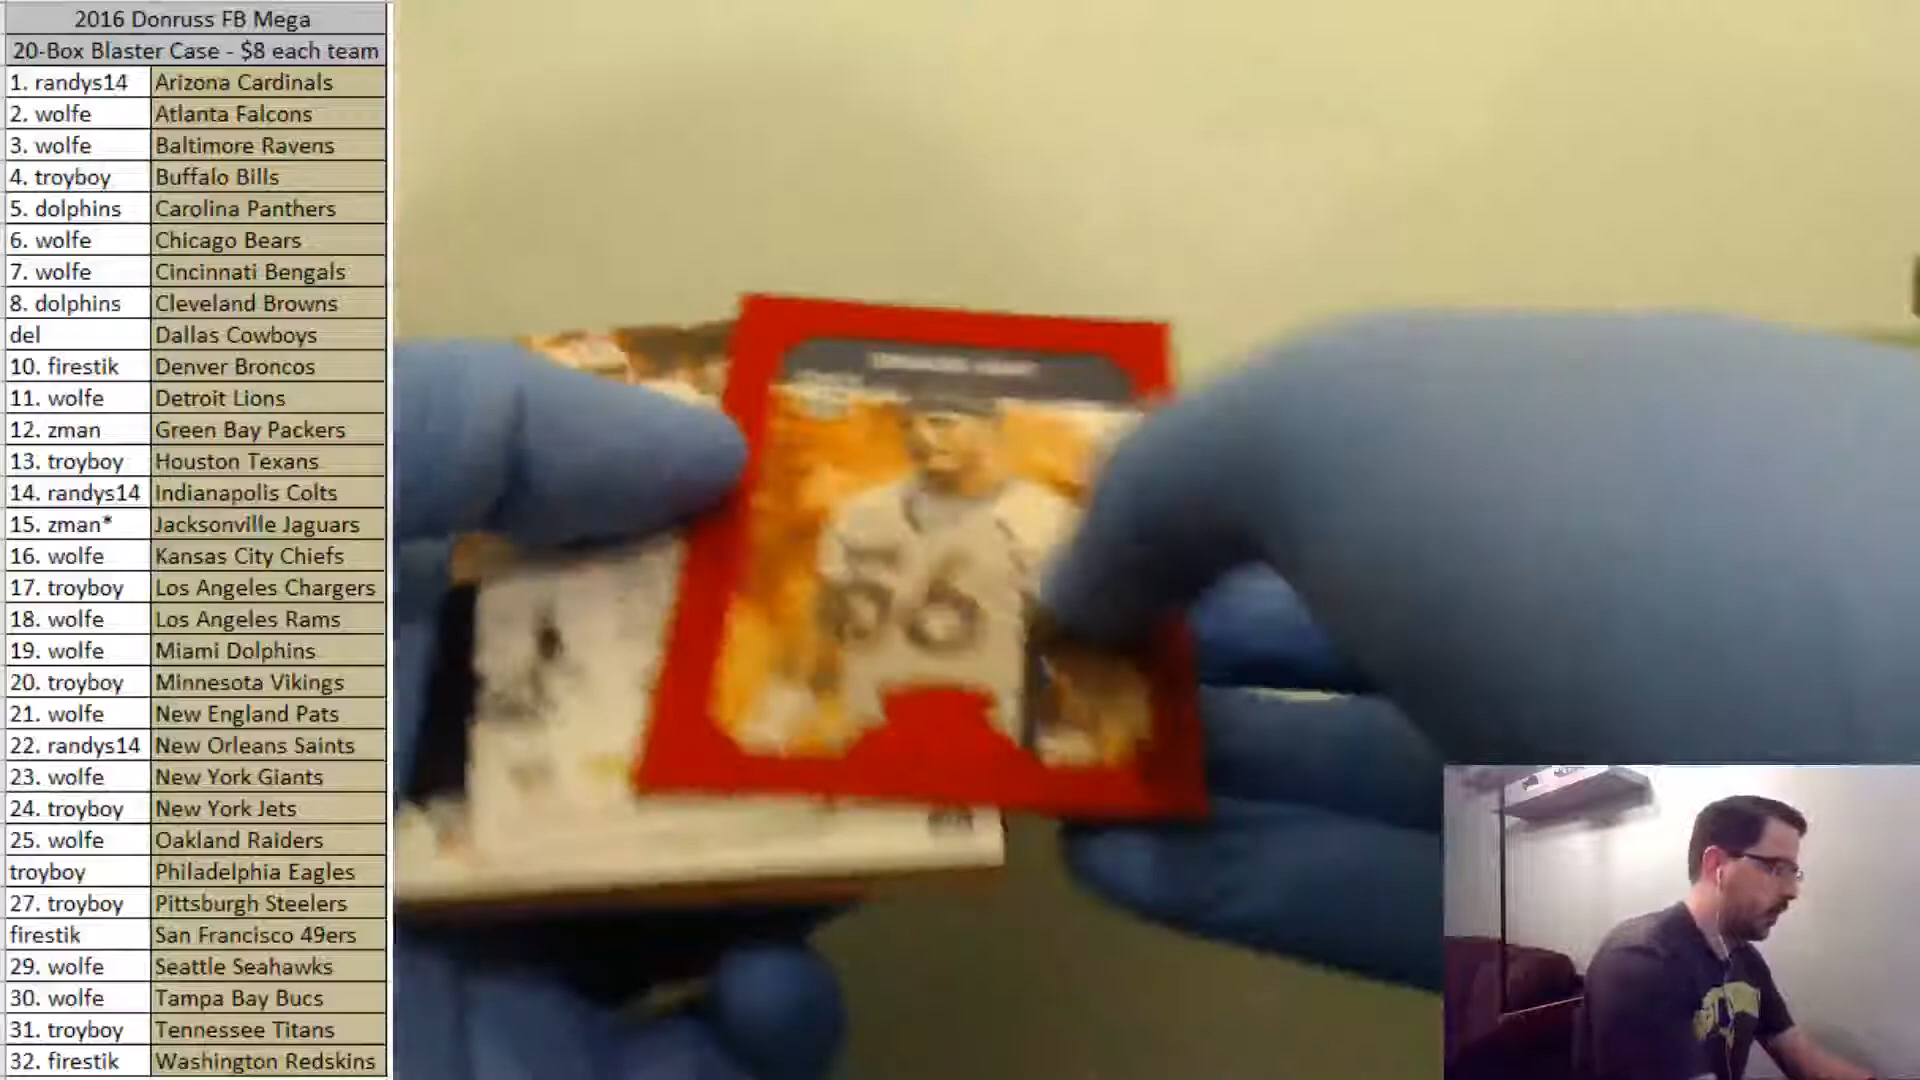 2016 Donruss FB Mega
20-Box Blaster Case - $8 each team
1. randys14 Arizona Cardinals
2. wolfe Atlanta Falcons
3. wolfe Baltimore Ravens
4. troyboy Buffalo Bills
5. dolphins Carolina Panthers
6. wolfe Chicago Bears
7. wolfe Cincinnati Bengals
8. dolphins Cleveland Browns
del Dallas Cowboys
10. firestik Denver Broncos
11. wolfe Detroit Lions
12. zman Green Bay Packers
13. troyboy Houston Texans
14. randys14 Indianapolis Colts
15. zman* Jacksonville Jaguars
16. wolfe Kansas City Chiefs
17. troyboy Los Angeles Chargers
18. wolfe Los Angeles Rams
19. wolfe Miami Dolphins
20. troyboy Minnesota Vikings
21. wolfe New England Pats
22. randys14 New Orleans Saints
23. wolfe New York Giants
24. troyboy New York Jets
25. wolfe Oakland Raiders
troyboy Philadelphia Eagles
27. troyboy Pittsburgh Steelers
firestik San Francisco 49ers
29. wolfe Seattle Seahawks
30. wolfe Tampa Bay Bucs
31. troyboy Tennessee Titans
32. firestik Washington Redskins
66